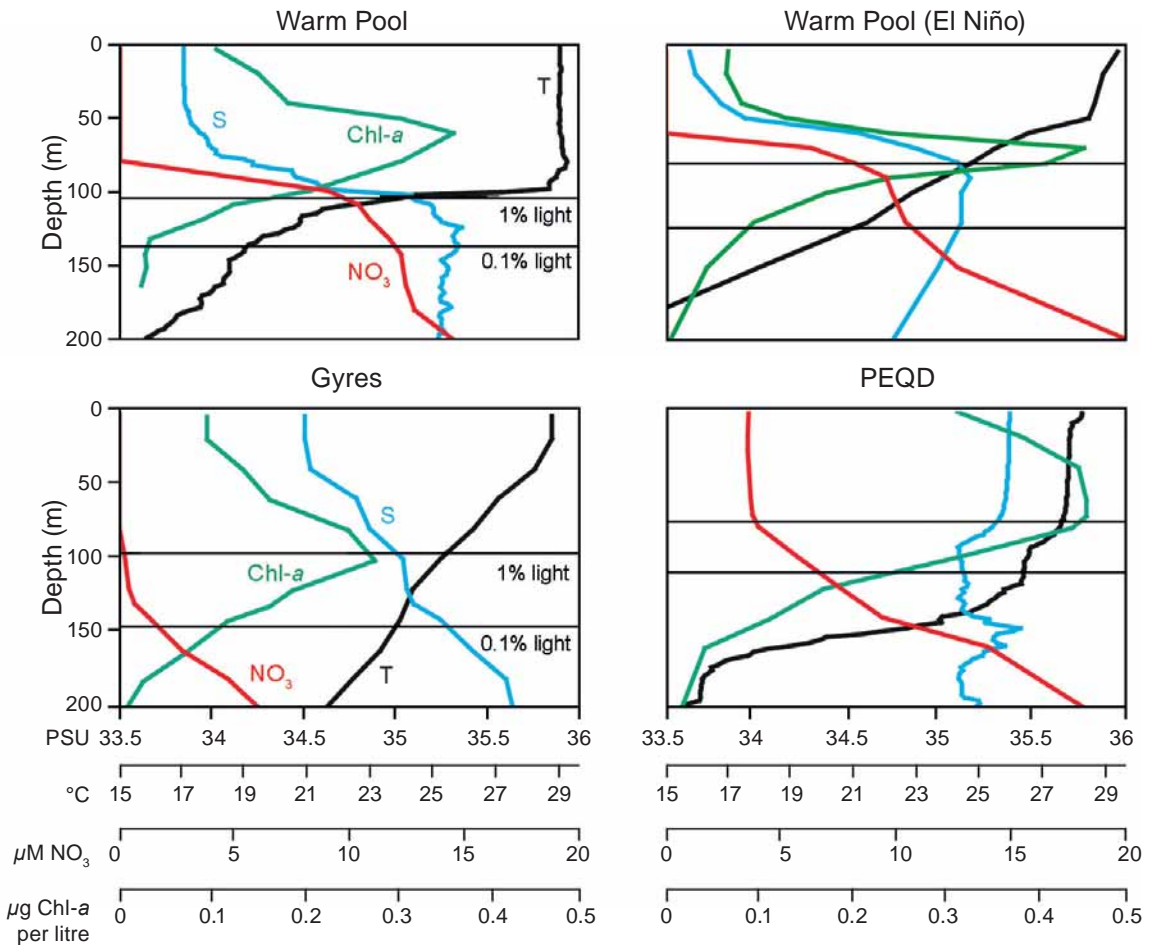 Warm Pool
Warm Pool (El Niño)
0
50
100
150
200
Depth (m)
T
S
Chl-a
1% light
0.1% light
NO3
Gyres
PEQD
0
50
100
150
200
Depth (m)
S
Chl-a
1% light
0.1% light
NO3
T
PSU 33.5 34 34.5 35 35.5 36
33.5 34 34.5 35 35.5 36
°C 15 17 19 21 23 25 27 29
15 17 19 21 23 25 27 29
µM NO3 0 5 10 15 20
0 5 10 15 20
µg Chl-a
per litre
0 0.1 0.2 0.3 0.4 0.5
0 0.1 0.2 0.3 0.4 0.5